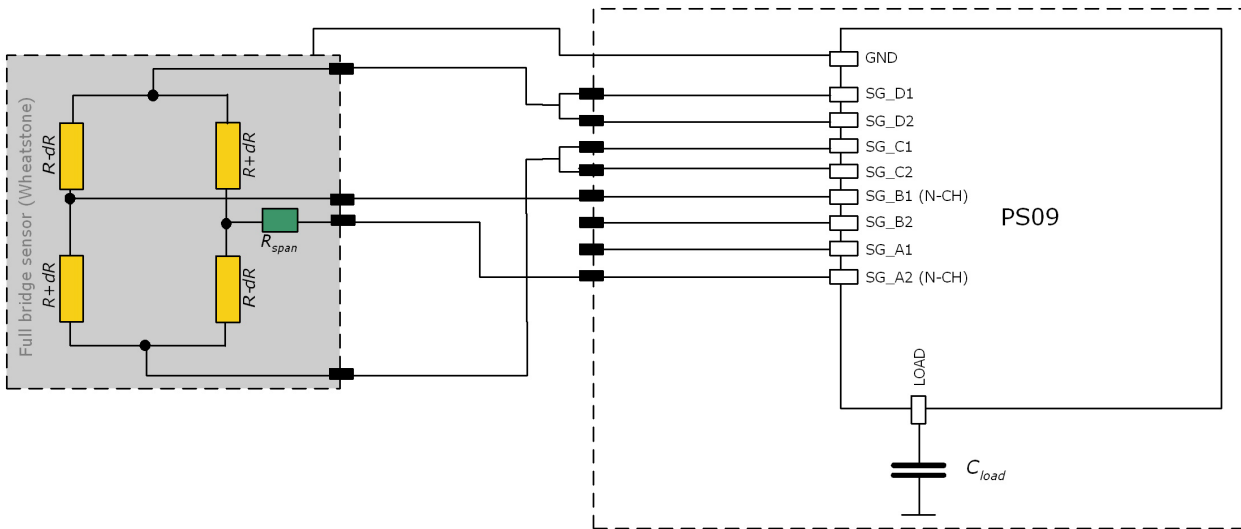 Full bridge sensor (Wheatstone)
R-dR
R+dR
R+dR
R-dR
R_span
GND
SG_D1
SG_D2
SG_C1
SG_C2
SG_B1 (N-CH)
SG_B2
SG_A1
SG_A2 (N-CH)
PS09
LOAD
C_load